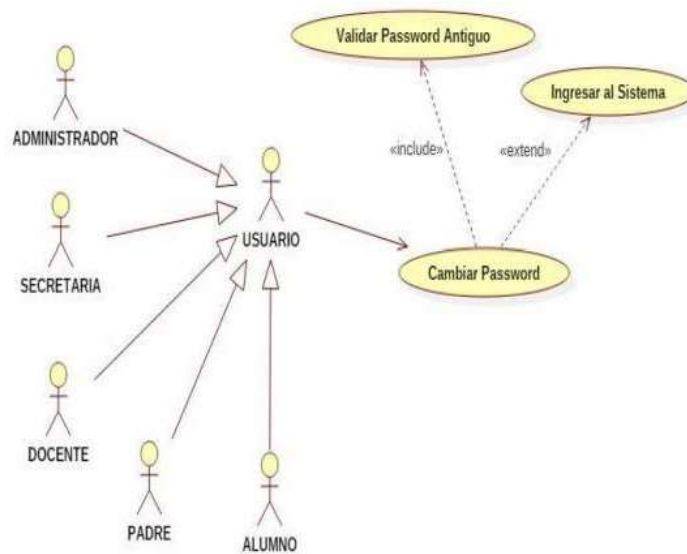 Validar Password Antiguo
Ingresar al Sistema
ADMINISTRADOR
«include»
«extend»
USUARIO
SECRETARIA
Cambiar Password
DOCENTE
PADRE
ALUMNO